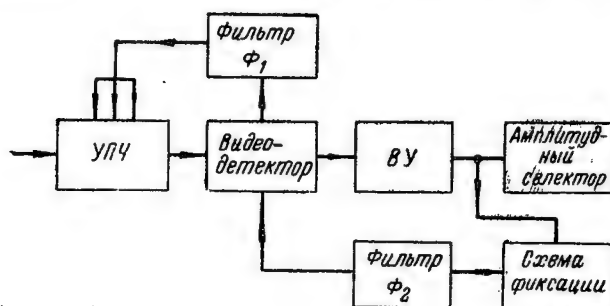 Фильтр
Ф₁
УПЧ
Видео-
детектор
ВУ
Амплитуд-
ный
селектор
Фильтр
Ф₂
Схема
фиксации